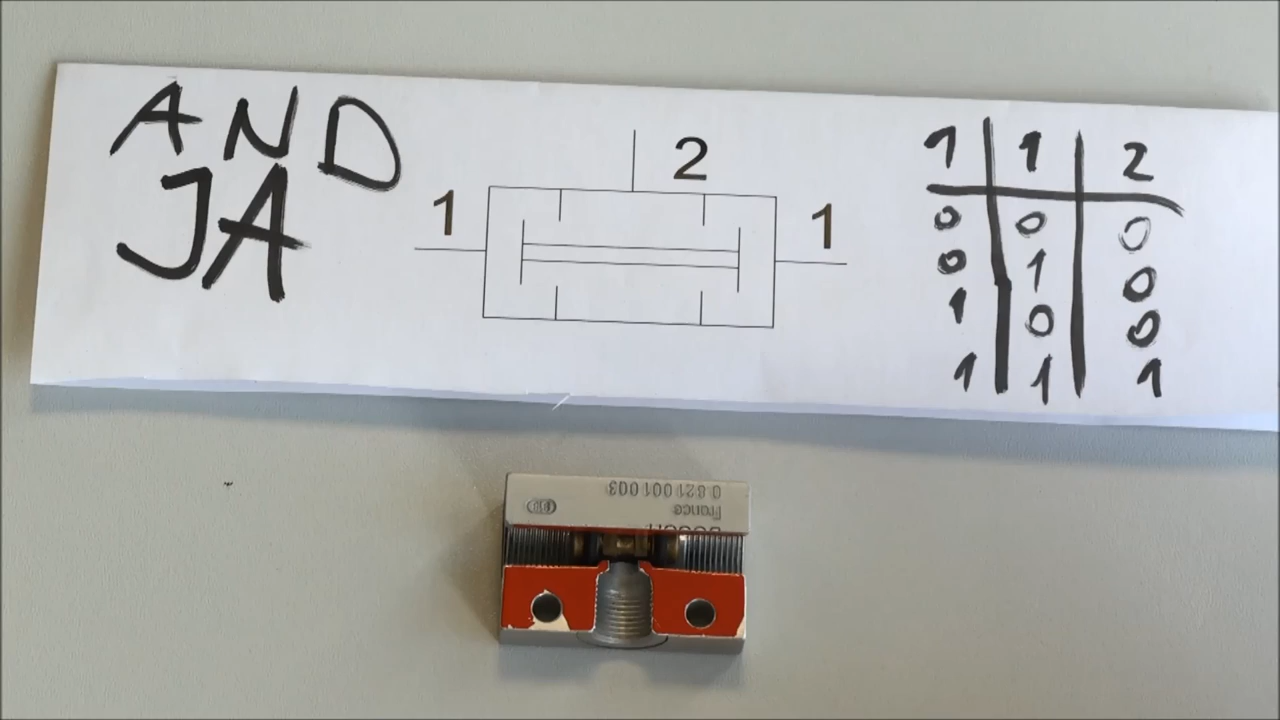 AND
JA
2
1 1
1 1 2
0 0 0
0 1 0
1 0 0
1 1 1
0 821 001 003
France
BOSCH